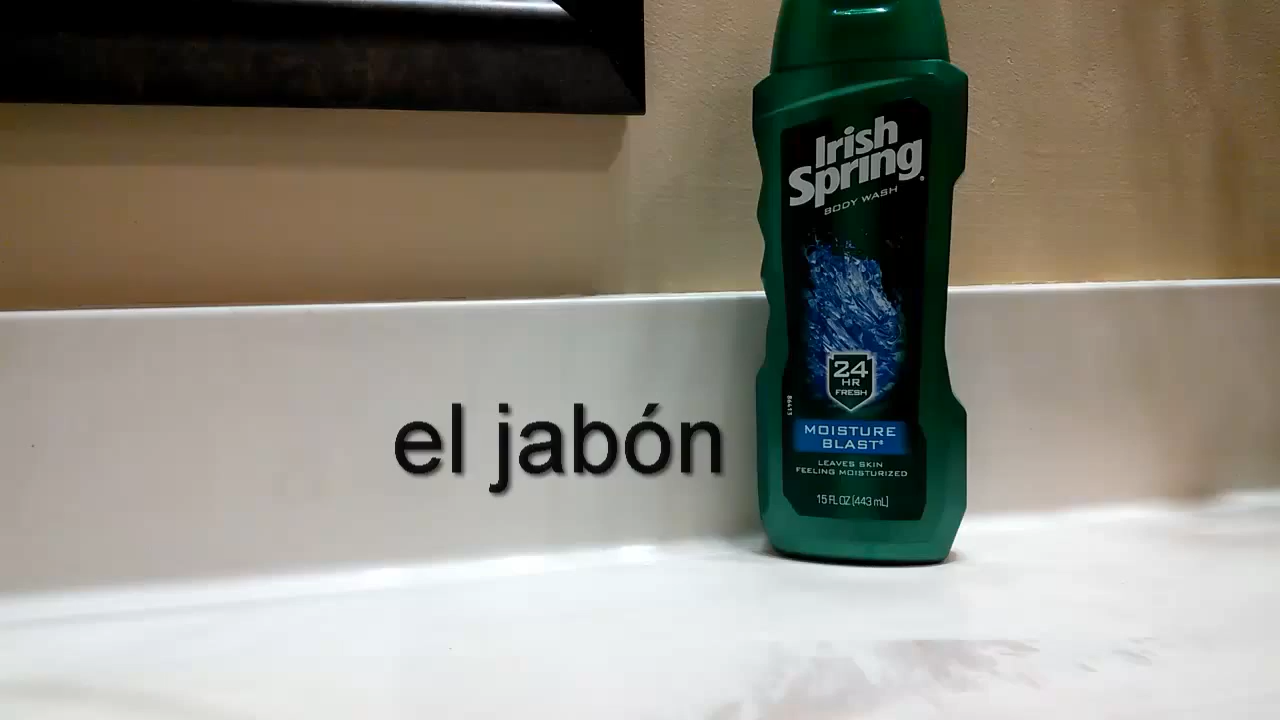 Irish
Spring
BODY WASH
24
HR
FRESH
MOISTURE
BLAST®
LEAVES SKIN
FEELING MOISTURIZED
15 FL OZ (443 mL)
el jabón